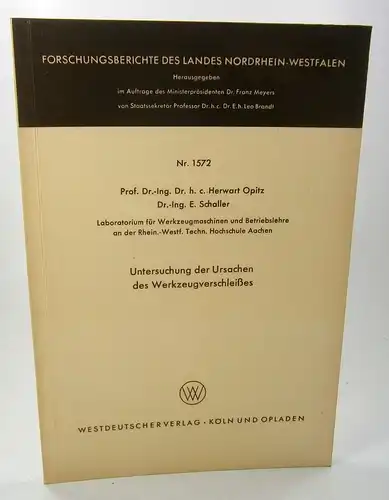 FORSCHUNGSBERICHTE DES LANDES NORDRHEIN-WESTFALEN
Herausgegeben
im Auftrage des Ministerpräsidenten Dr. Franz Meyers
von Staatssekretär Professor Dr. h. c. Dr. E. h. Leo Brandt
Nr. 1572
Prof. Dr.-Ing. Dr. h. c. Herwart Opitz
Dr.-Ing. E. Schaller
Laboratorium für Werkzeugmaschinen und Betriebslehre
an der Rhein.-Westf. Techn. Hochschule Aachen
Untersuchung der Ursachen
des Werkzeugverschleißes
WESTDEUTSCHER VERLAG · KÖLN UND OPLADEN